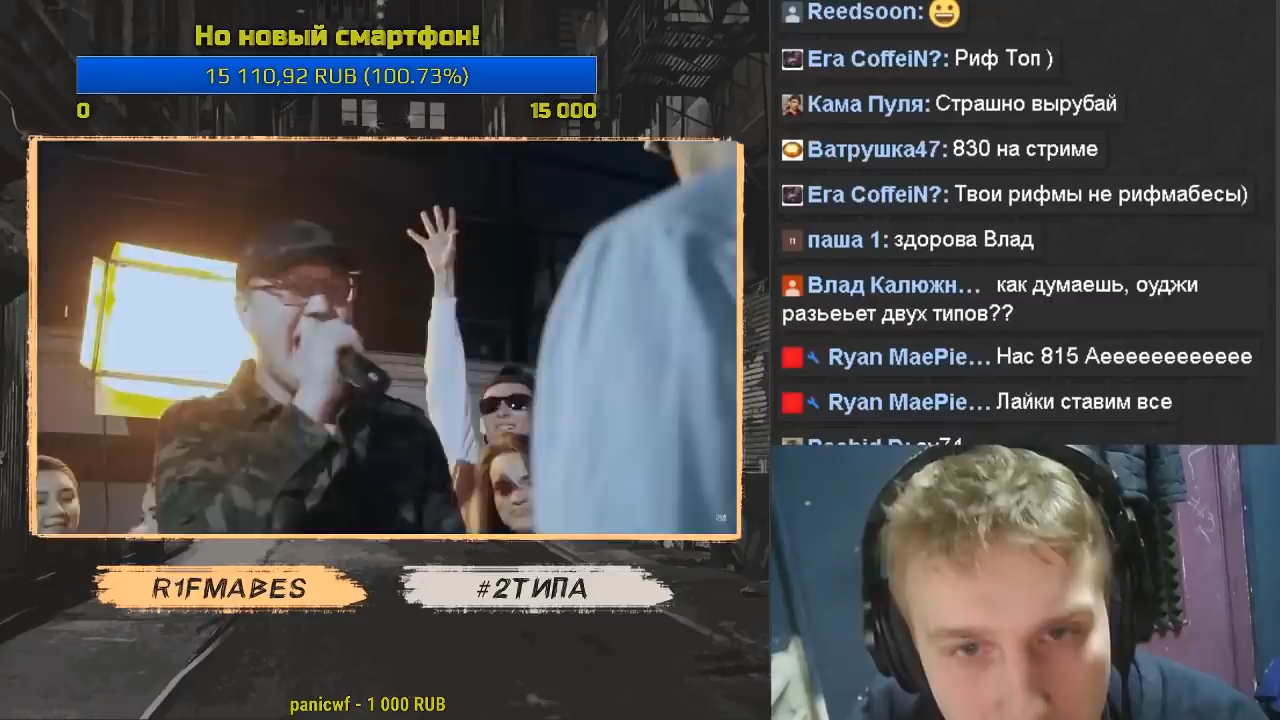 Но новый смартфон!
15 110,92 RUB (100.73%)
0
15 000
R1FMABES
#2ТИПА
panicwf - 1 000 RUB
Reedsoon:
Era CoffeiN?: Риф Топ )
Кама Пуля: Страшно вырубай
Ватрушка47: 830 на стриме
Era CoffeiN?: Твои рифмы не рифмабесы)
п паша 1: здорова Влад
Влад Калюжн... как думаешь, оуджи
разьеьет двух типов??
Ryan MaePie... Нас 815 Аеееееееееееe
Ryan MaePie... Лайки ставим все